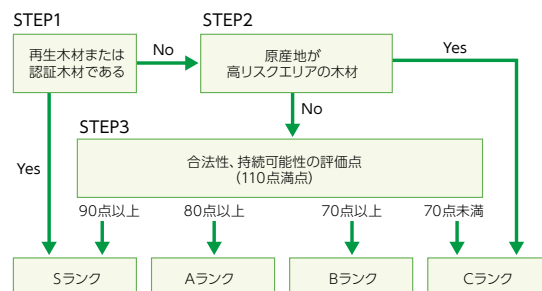 STEP1
再生木材または
認証木材である
No
STEP2
原産地が
高リスクエリアの木材
Yes
No
STEP3
合法性、持続可能性の評価点
(110点満点)
Yes
90点以上
80点以上
70点以上
70点未満
Sランク
Aランク
Bランク
Cランク